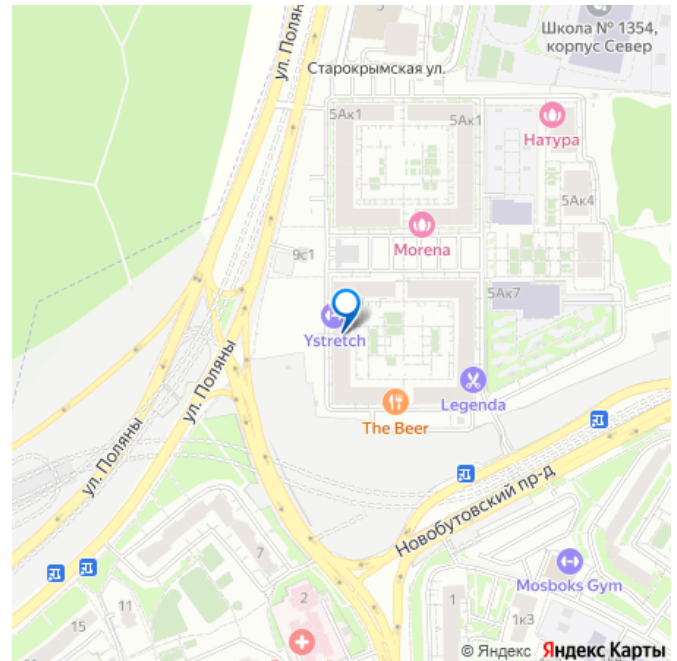 ул. Поляны
Школа № 1354,
корпус Север
Старокрымская ул.
5Ак1
5Ак1
Натура
5Ак4
Morena
9с1
5Ак7
Ystretch
ул. Поляны
Legenda
The Beer
ул. Поляны
Новобутовский пр-д
7
Mosboks Gym
2
11
1
1к3
15
© Яндекс Яндекс Карты